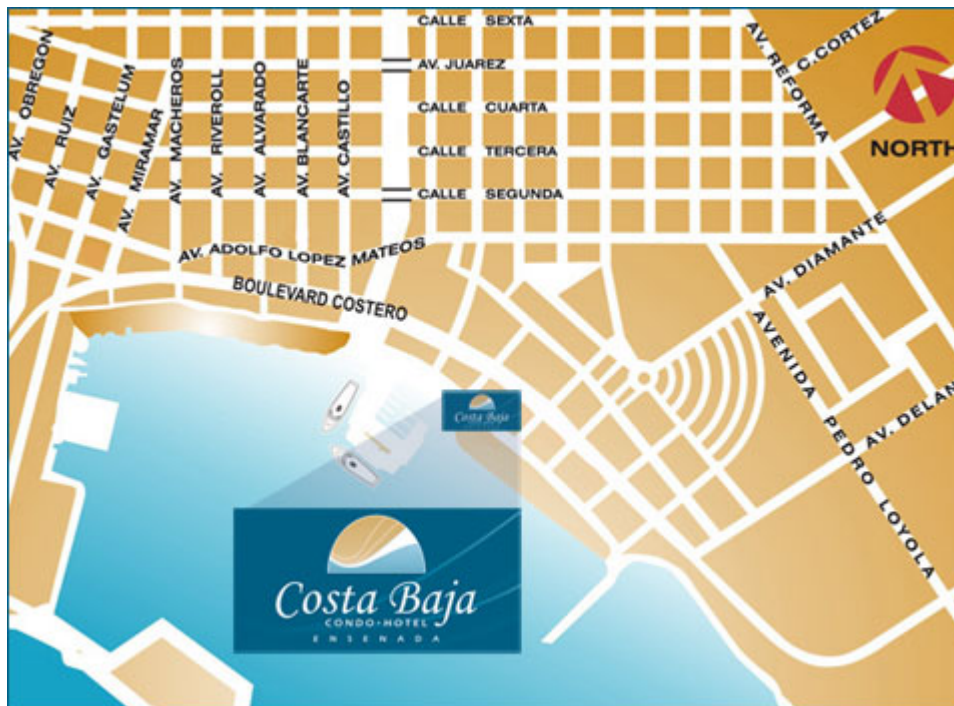 CALLE SEXTA
AV. JUAREZ
CALLE CUARTA
CALLE TERCERA
CALLE SEGUNDA
AV. OBREGON
AV. RUIZ
AV. GASTELUM
AV. MIRAMAR
AV. MACHEROS
AV. RIVEROLL
AV. ALVARADO
AV. BLANCARTE
AV. CASTILLO
AV. REFORMA
C. CORTEZ
NORTH
AV. ADOLFO LOPEZ MATEOS
BOULEVARD COSTERO
AV. DIAMANTE
AVENIDA PEDRO LOYOLA
AV. DELAN
Costa Baja
Costa Baja
CONDO•HOTEL
ENSENADA